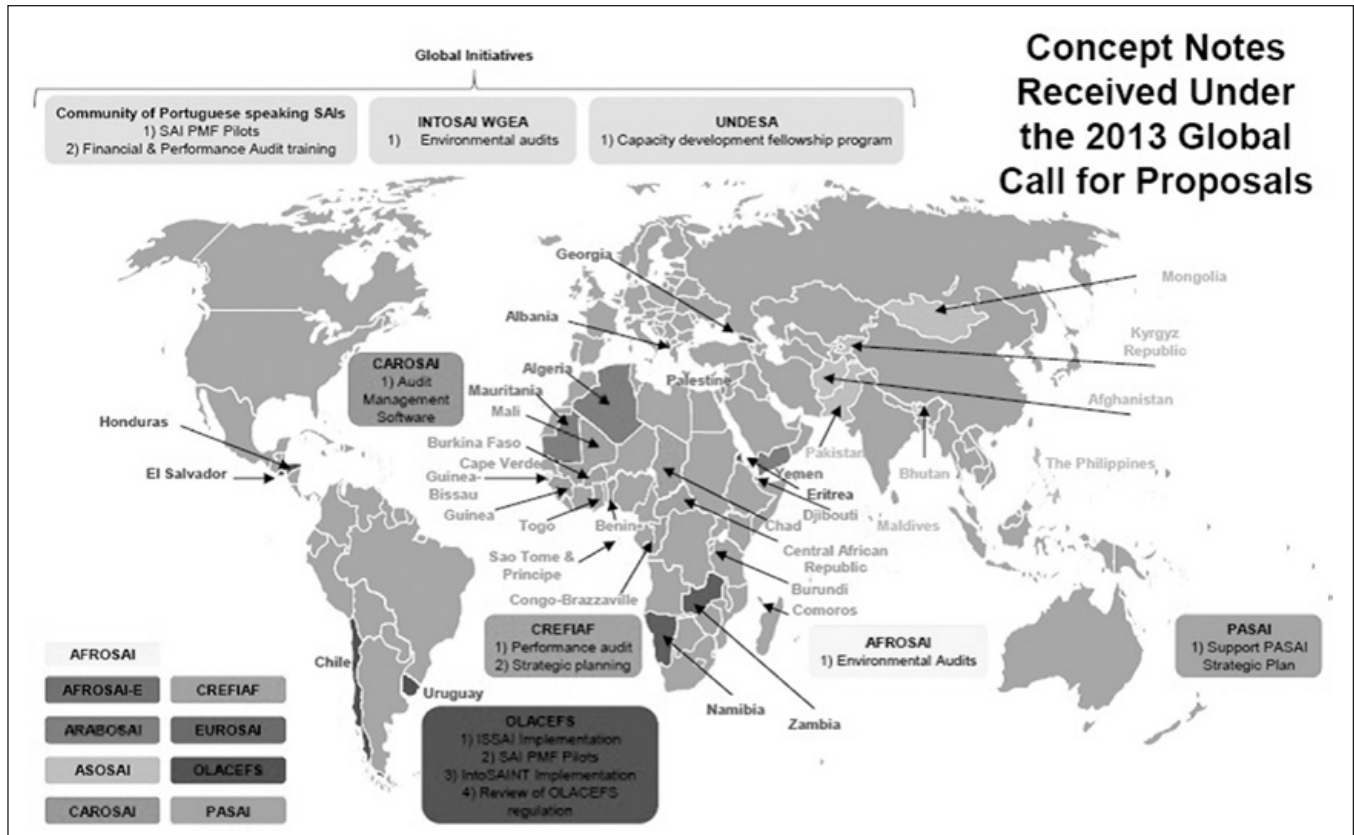 Concept Notes
Received Under
the 2013 Global
Call for Proposals
Global Initiatives
Community of Portuguese speaking SAIs
1) SAI PMF Pilots
2) Financial & Performance Audit training
INTOSAI WGEA
1) Environmental audits
UNDESA
1) Capacity development fellowship program
Georgia
Mongolia
Albania
Kyrgyz
Republic
CAROSAI
1) Audit
Management
Software
Algeria
Palestine
Mauritania
Afghanistan
Mali
Honduras
Burkina Faso
Pakistan
Cape Verde
Bhutan
The Philippines
El Salvador
Guinea-
Bissau
Yemen
Eritrea
Guinea
Djibouti
Togo
Benin
Chad
Maldives
Sao Tome &
Principe
Central African
Republic
Burundi
Congo-Brazzaville
Comoros
CREFIAF
1) Performance audit
2) Strategic planning
AFROSAI
1) Environmental Audits
PASAI
1) Support PASAI
Strategic Plan
Chile
Uruguay
Namibia
Zambia
OLACEFS
1) ISSAI Implementation
2) SAI PMF Pilots
3) IntoSAINT Implementation
4) Review of OLACEFS
regulation
AFROSAI
AFROSAI-E
CREFIAF
ARABOSAI
EUROSAI
ASOSAI
OLACEFS
CAROSAI
PASAI